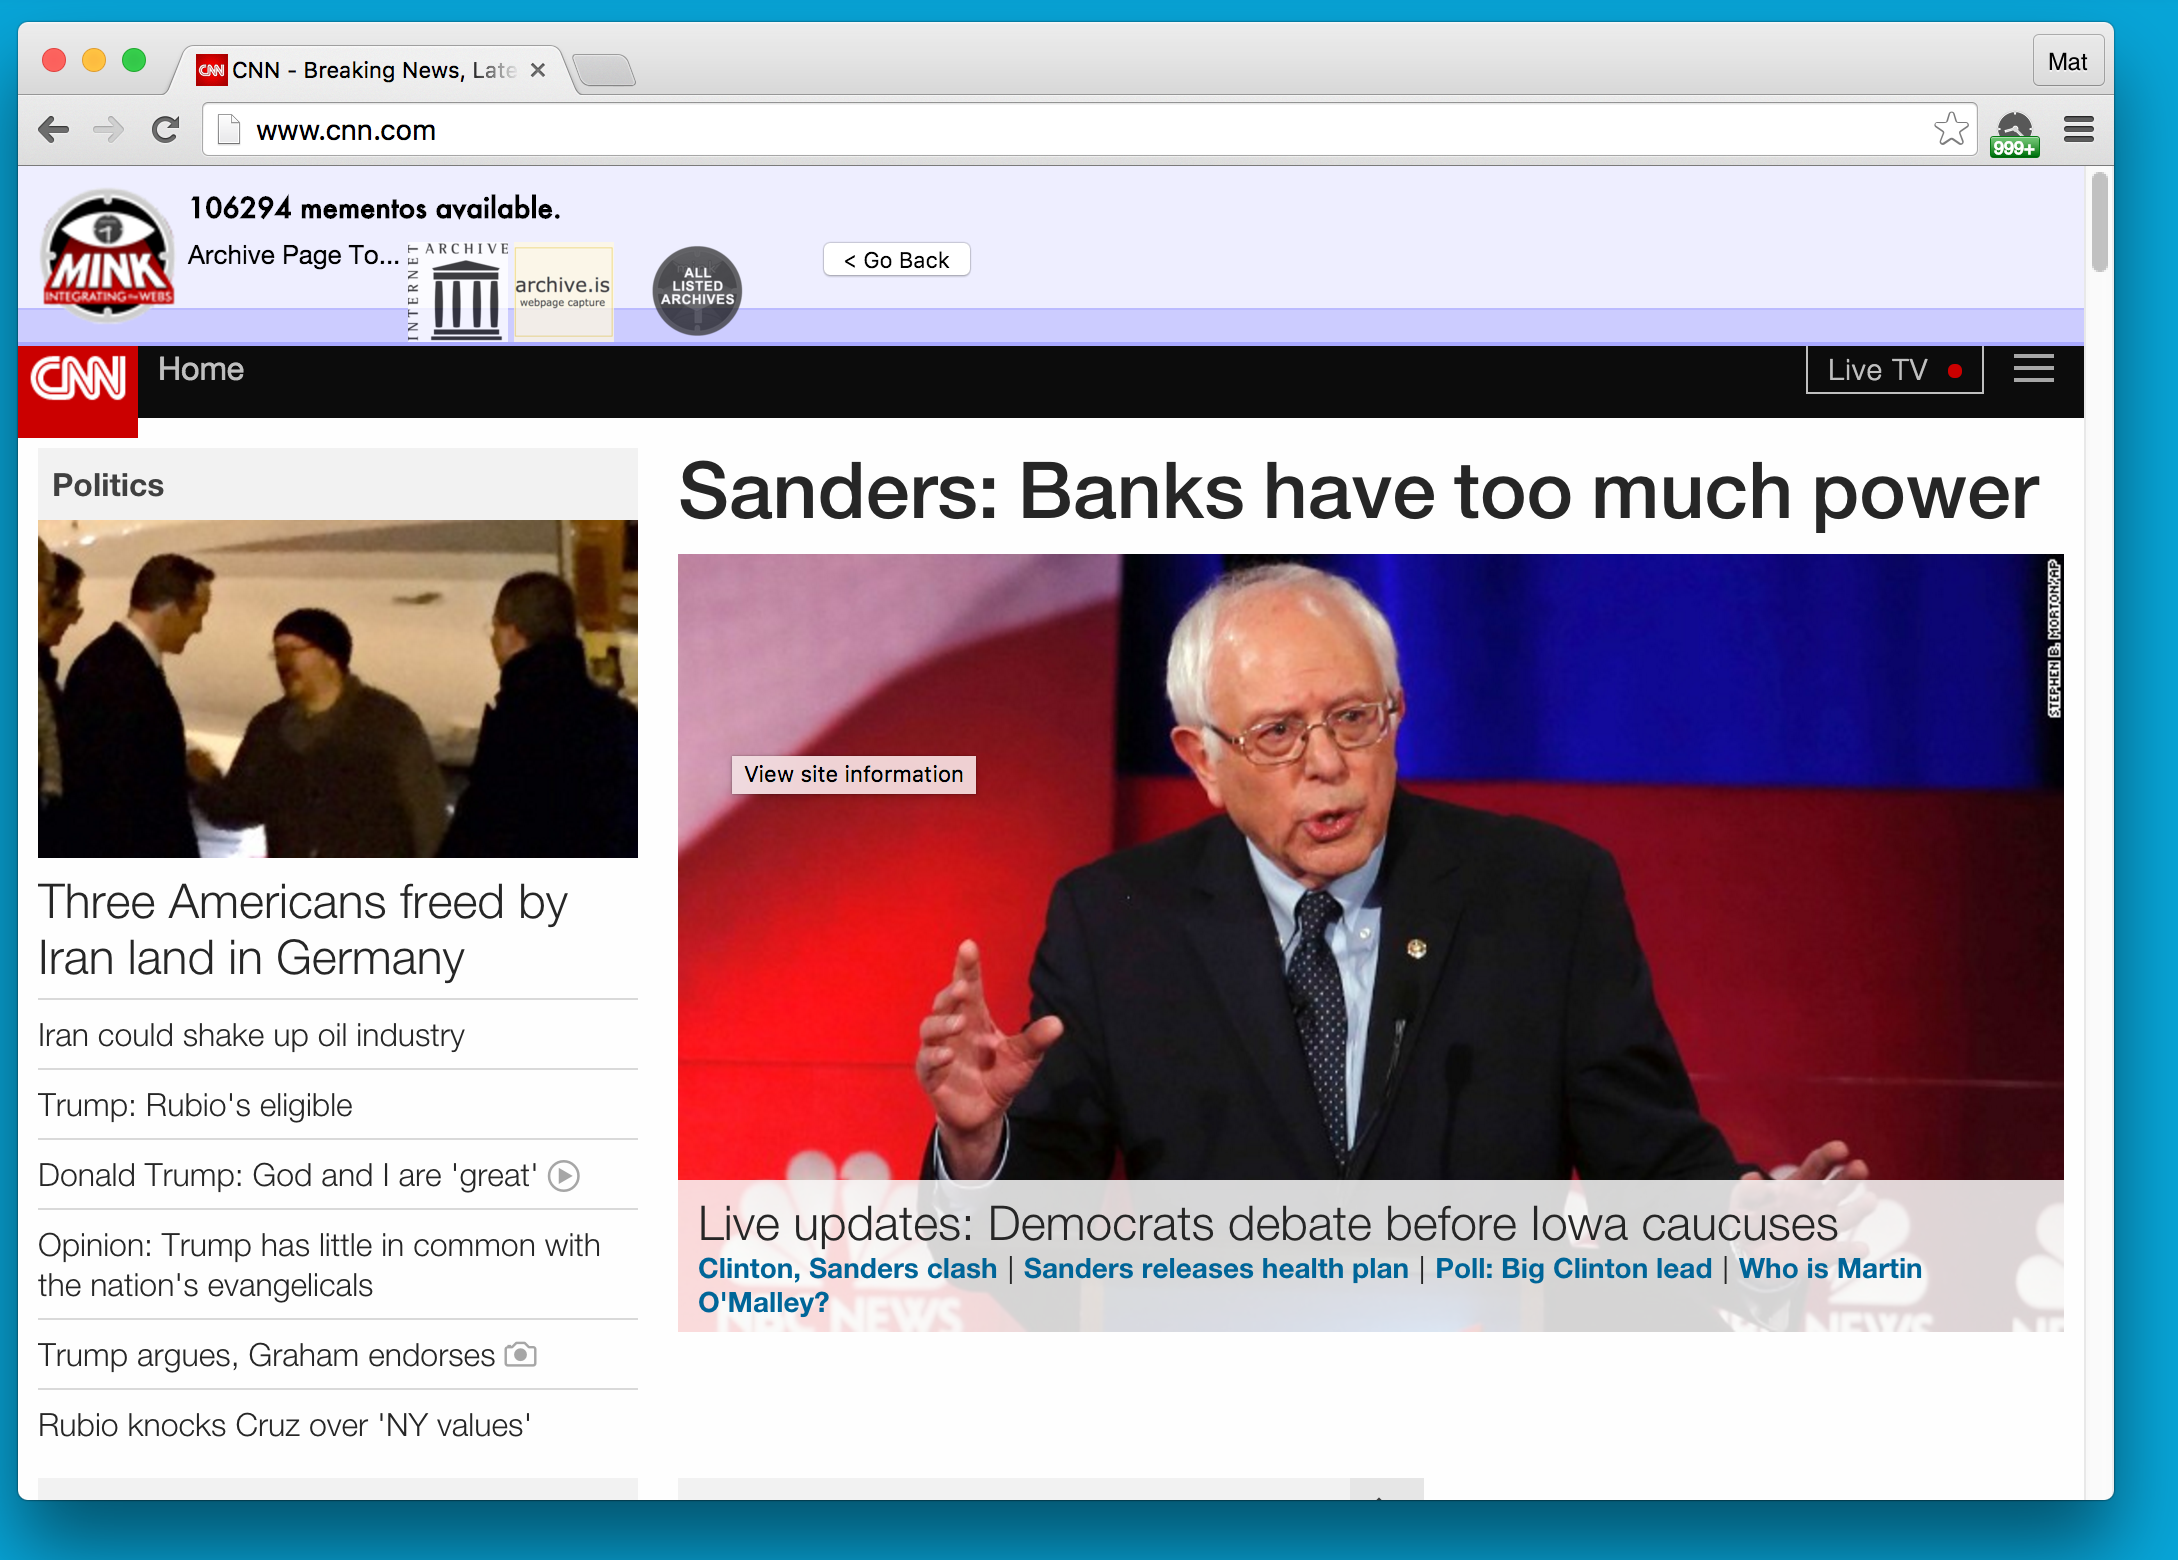 CNN CNN - Breaking News, Late
Mat
www.cnn.com
999+
MINK
INTEGRATING the WEBS
106294 mementos available.
Archive Page To...
INTERNET ARCHIVE
archive.is
webpage capture
ALL
LISTED
ARCHIVES
< Go Back
CNN Home
Live TV
Politics
Three Americans freed by
Iran land in Germany
Iran could shake up oil industry
Trump: Rubio's eligible
Donald Trump: God and I are 'great'
Opinion: Trump has little in common with
the nation's evangelicals
Trump argues, Graham endorses
Rubio knocks Cruz over 'NY values'
Sanders: Banks have too much power
STEPHEN B. MORTON/AP
View site information
Live updates: Democrats debate before Iowa caucuses
Clinton, Sanders clash | Sanders releases health plan | Poll: Big Clinton lead | Who is Martin
O'Malley?
NBC NEWS
NEWS